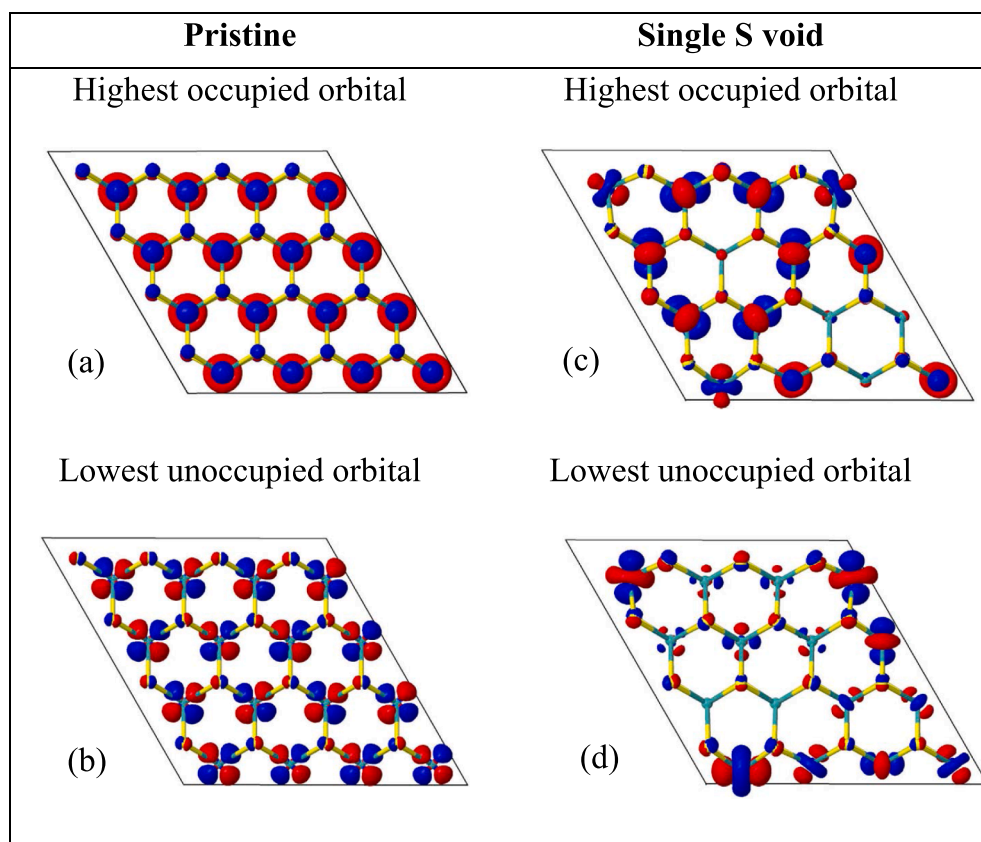 Pristine
Single S void
Highest occupied orbital
Highest occupied orbital
(a)
(c)
Lowest unoccupied orbital
Lowest unoccupied orbital
(b)
(d)